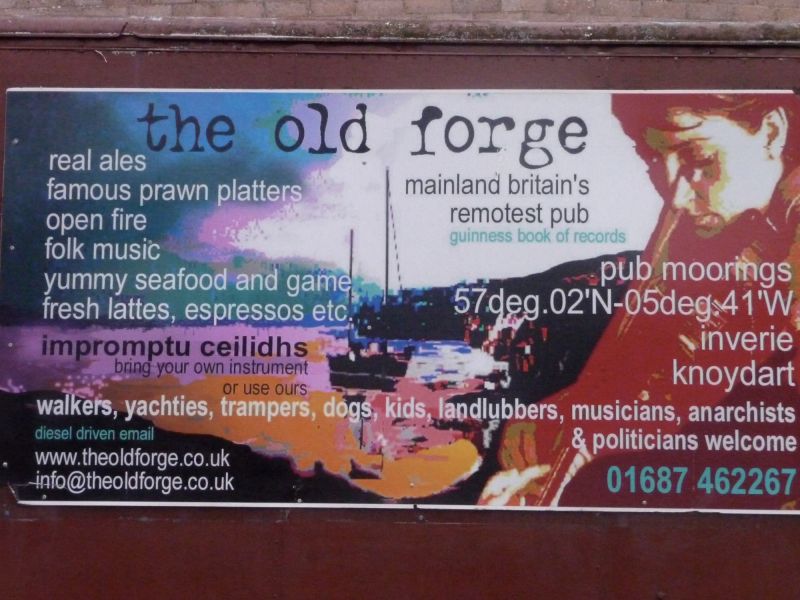 the old forge
real ales
famous prawn platters
open fire
folk music
yummy seafood and game
fresh lattes, espressos etc.
impromptu ceilidhs
bring your own instrument
or use ours
mainland britain's
remotest pub
guinness book of records
pub moorings
57deg.02'N-05deg.41'W
inverie
knoydart
walkers, yachties, trampers, dogs, kids, landlubbers, musicians, anarchists
& politicians welcome
diesel driven email
www.theoldforge.co.uk
info@theoldforge.co.uk
01687 462267